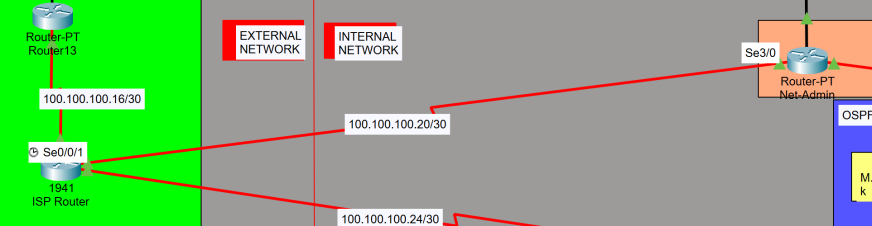 Router-PT
Router13
EXTERNAL
NETWORK
INTERNAL
NETWORK
Se3/0
Router-PT
Net-Admin
100.100.100.16/30
100.100.100.20/30
OSPF
Se0/0/1
1941
ISP Router
M.
k
100.100.100.24/30